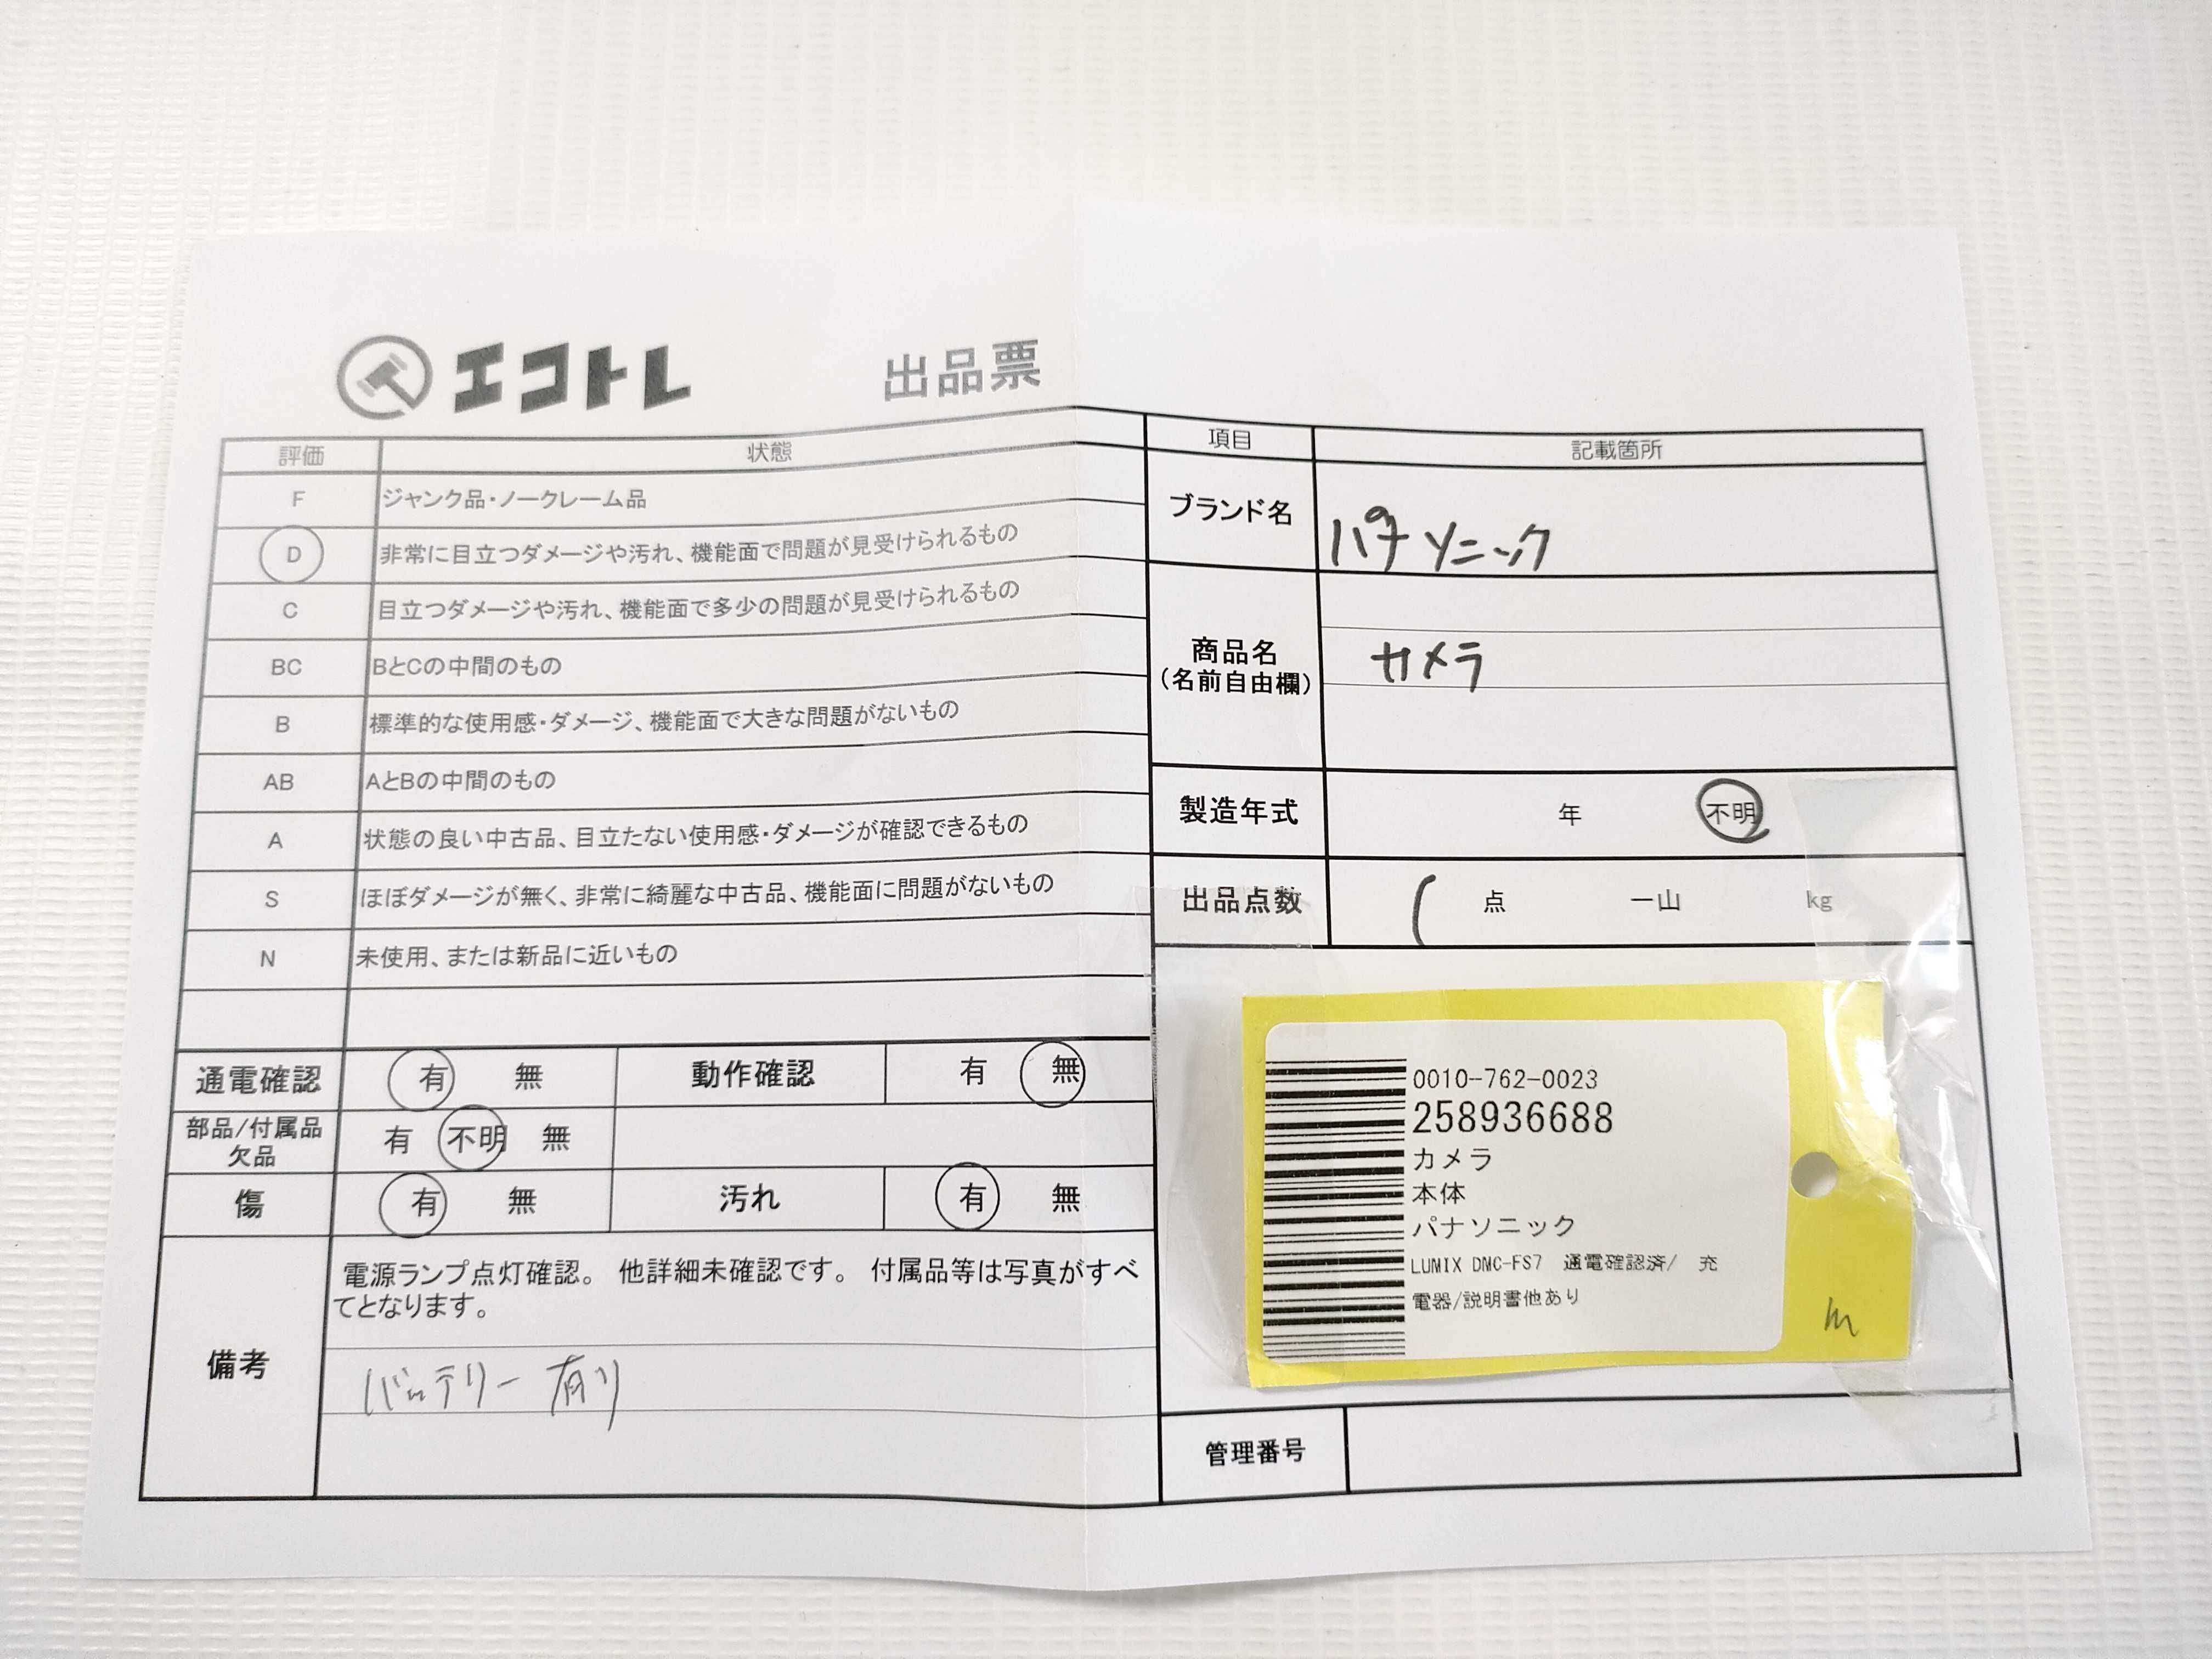 エコトレ 出品票
評価 状態
F ジャンク品・ノークレーム品
D 非常に目立つダメージや汚れ、機能面で問題が見受けられるもの
C 目立つダメージや汚れ、機能面で多少の問題が見受けられるもの
BC BとCの中間のもの
B 標準的な使用感・ダメージ、機能面で大きな問題がないもの
AB AとBの中間のもの
A 状態の良い中古品、目立たない使用感・ダメージが確認できるもの
S ほぼダメージが無く、非常に綺麗な中古品、機能面に問題がないもの
N 未使用、または新品に近いもの
通電確認 有 無 動作確認 有 無
部品/付属品
欠品 有 不明 無
傷 有 無 汚れ 有 無
備考
電源ランプ点灯確認。 他詳細未確認です。 付属品等は写真がすべ
てとなります。
バッテリー 有り
項目 記載箇所
ブランド名 パナソニック
商品名
(名前自由欄) カメラ
製造年式 年 不明
出品点数 1 点 一山 kg
0010-762-0023
258936688
カメラ
本体
パナソニック
LUMIX DMC-FS7 通電確認済/ 充
電器/説明書他あり
管理番号